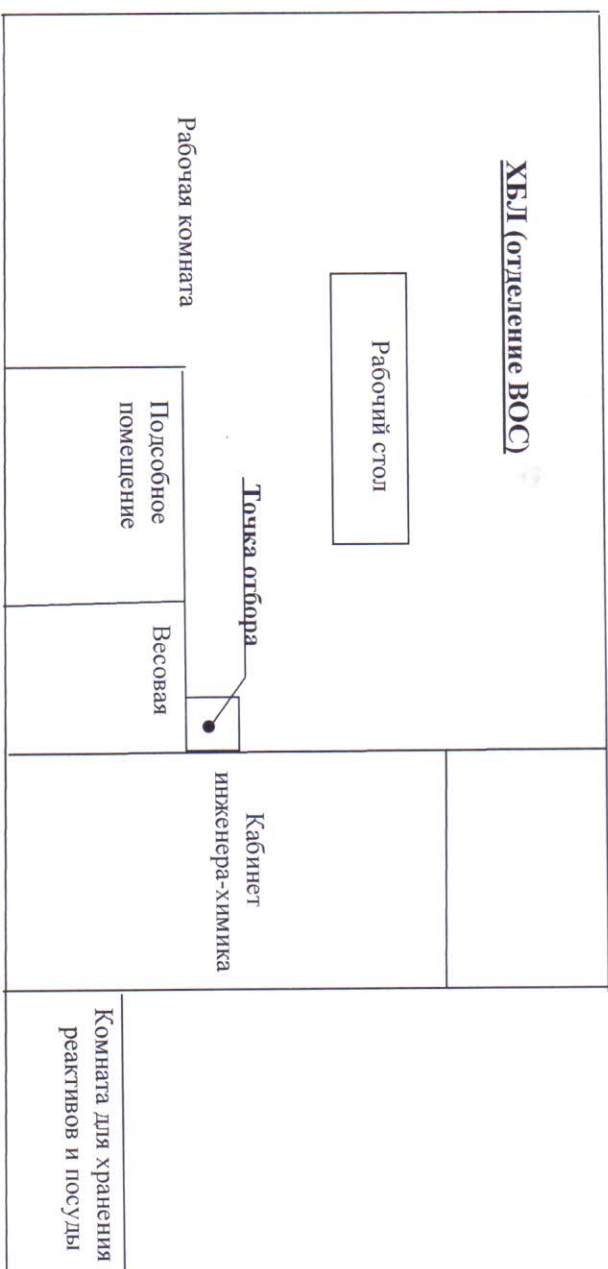 ХБЛ (отделение ВОС)
Рабочий стол
Рабочая комната
Точка отбора
Подсобное
помещение
Весовая
Кабинет
инженера-химика
Комната для хранения
реактивов и посуды